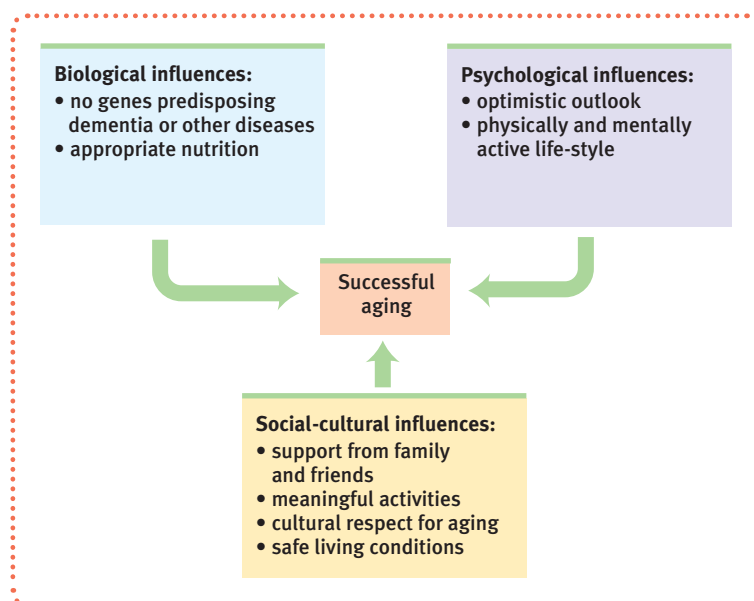 Biological influences:
• no genes predisposing
dementia or other diseases
• appropriate nutrition
Psychological influences:
• optimistic outlook
• physically and mentally
active life-style
Successful
aging
Social-cultural influences:
• support from family
and friends
• meaningful activities
• cultural respect for aging
• safe living conditions